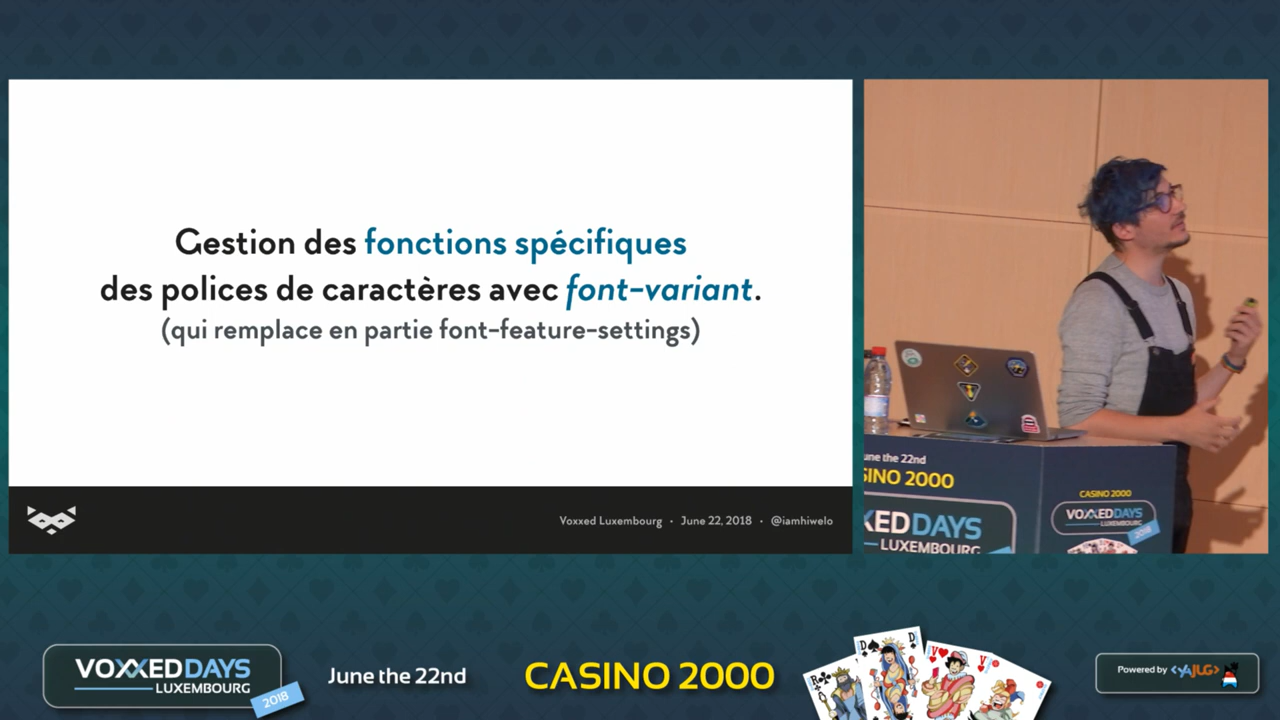 Gestion des fonctions spécifiques
des polices de caractères avec font-variant.
(qui remplace en partie font-feature-settings)
Voxxed Luxembourg · June 22, 2018 · @iamhiwelo
une the 22nd
SINO 2000
XED DAYS
LUXEMBOURG
CASINO 2000
VOXXED DAYS
LUXEMBOURG
2018
VOXXED DAYS
LUXEMBOURG
2018
June the 22nd
CASINO 2000
R
D
D
V
V
Powered by <YAJUG>